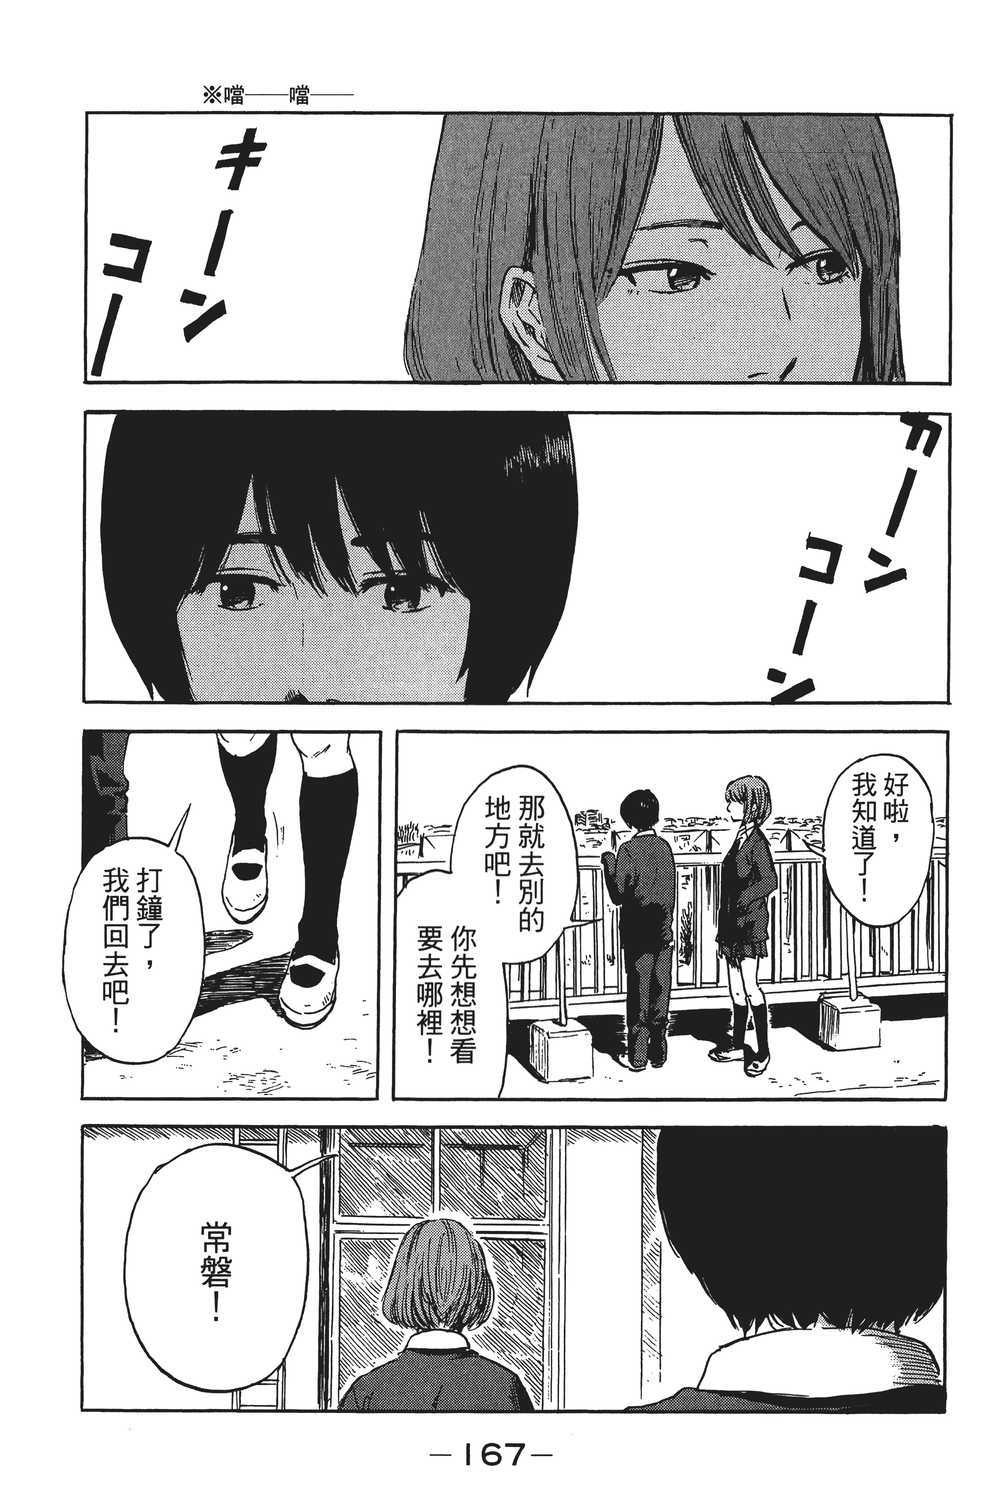 ※噹——噹——
キーン
コー
カーン
コーン
好啦，
我知道了！
那就去別的
地方吧！
你先想想看
要去哪裡！
打鐘了，
我們回去吧！
常磐！
－167－